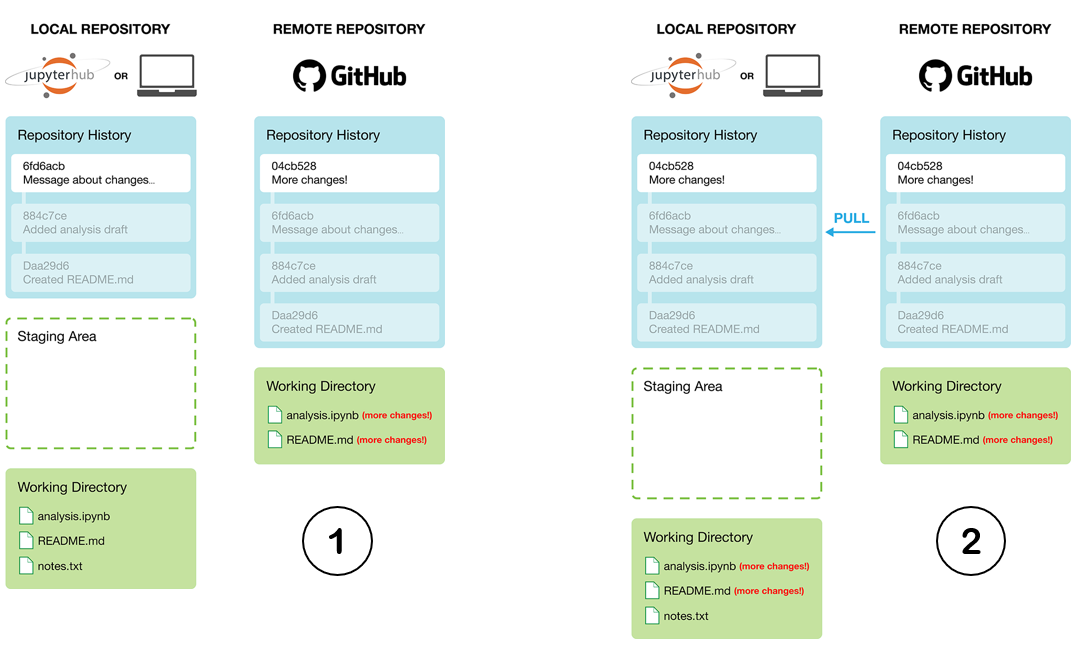 LOCAL REPOSITORY
jupyterhub OR
Repository History
6fd6acb
Message about changes...
884c7ce
Added analysis draft
Daa29d6
Created README.md
Staging Area
Working Directory
analysis.ipynb
README.md
notes.txt
REMOTE REPOSITORY
GitHub
Repository History
04cb528
More changes!
6fd6acb
Message about changes...
884c7ce
Added analysis draft
Daa29d6
Created README.md
Working Directory
analysis.ipynb (more changes!)
README.md (more changes!)
1
LOCAL REPOSITORY
jupyterhub OR
Repository History
04cb528
More changes!
6fd6acb
Message about changes...
884c7ce
Added analysis draft
Daa29d6
Created README.md
Staging Area
Working Directory
analysis.ipynb (more changes!)
README.md (more changes!)
notes.txt
PULL
REMOTE REPOSITORY
GitHub
Repository History
04cb528
More changes!
6fd6acb
Message about changes...
884c7ce
Added analysis draft
Daa29d6
Created README.md
Working Directory
analysis.ipynb (more changes!)
README.md (more changes!)
2